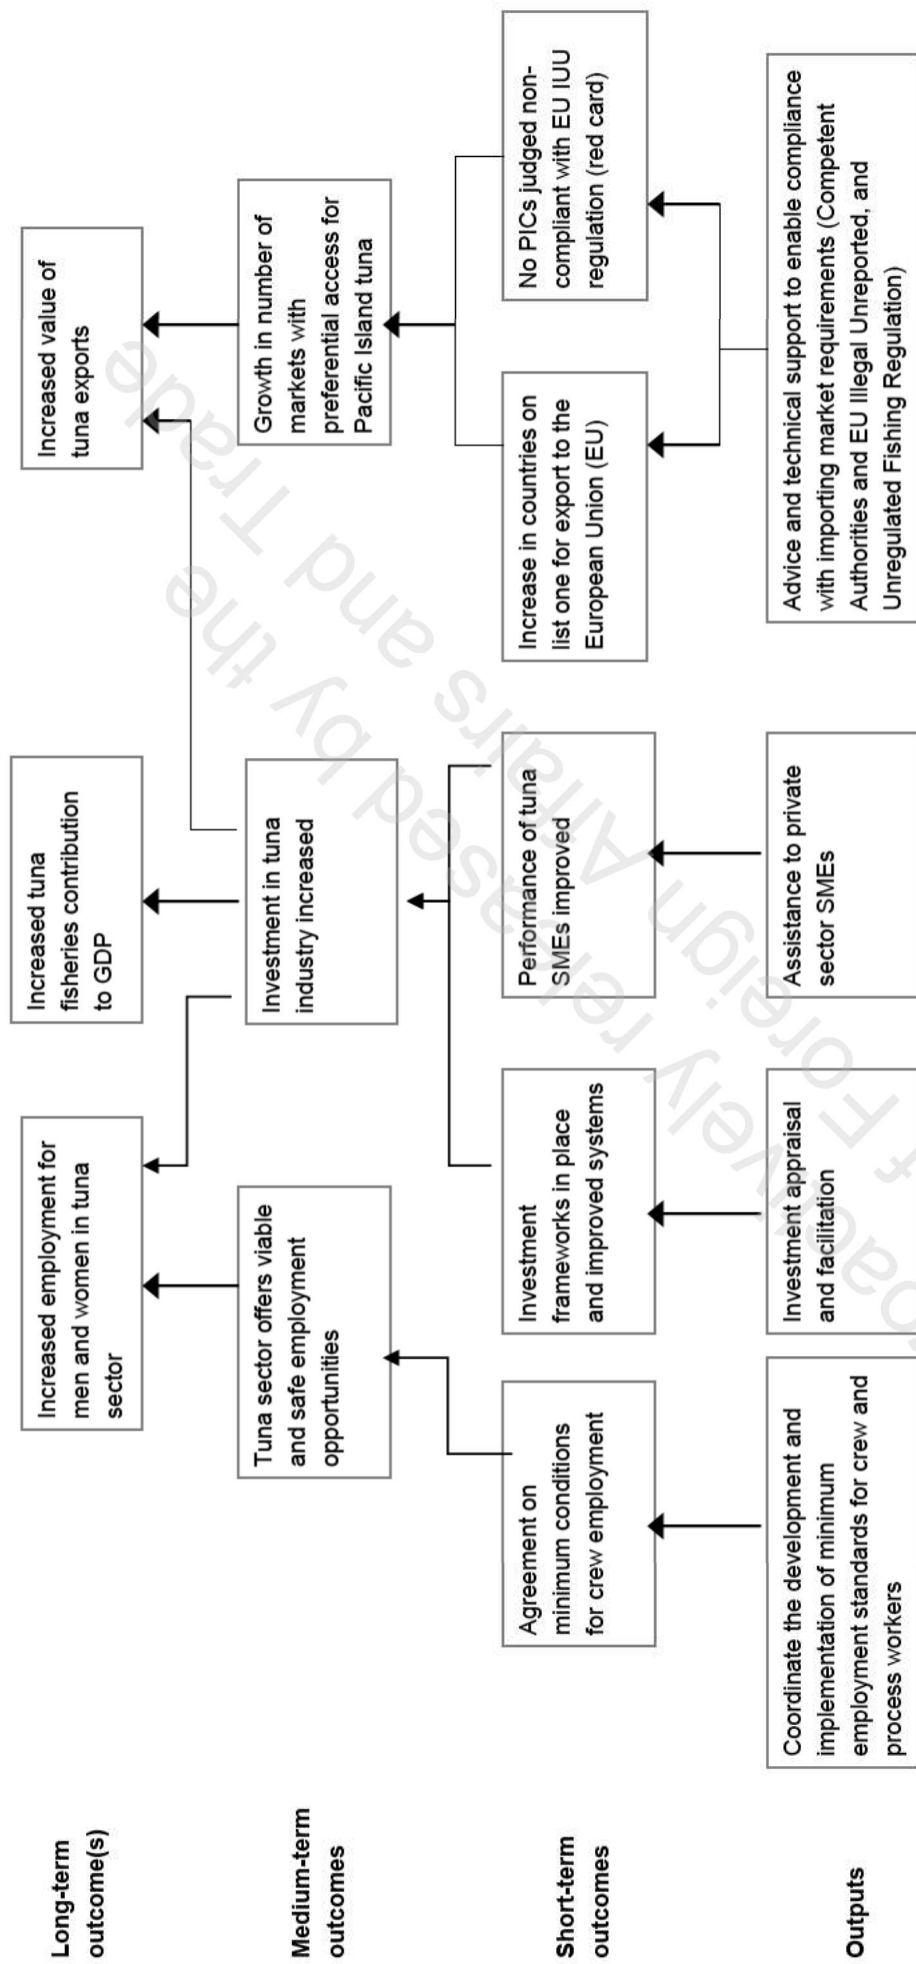 Long-term
outcome(s)
Increased employment for
men and women in tuna
sector
Increased tuna
fisheries contribution
to GDP
Increased value of
tuna exports
Medium-term
outcomes
Tuna sector offers viable
and safe employment
opportunities
Investment in tuna
industry increased
Growth in number of
markets with
preferential access for
Pacific Island tuna
Short-term
outcomes
Agreement on
minimum conditions
for crew employment
Investment
frameworks in place
and improved systems
Performance of tuna
SMEs improved
Increase in countries on
list one for export to the
European Union (EU)
No PICs judged non-
compliant with EU IUU
regulation (red card)
Outputs
Coordinate the development and
implementation of minimum
employment standards for crew and
process workers
Investment appraisal
and facilitation
Assistance to private
sector SMEs
Advice and technical support to enable compliance
with importing market requirements (Competent
Authorities and EU Illegal Unreported, and
Unregulated Fishing Regulation)
released by the
Foreign Affairs and Trade